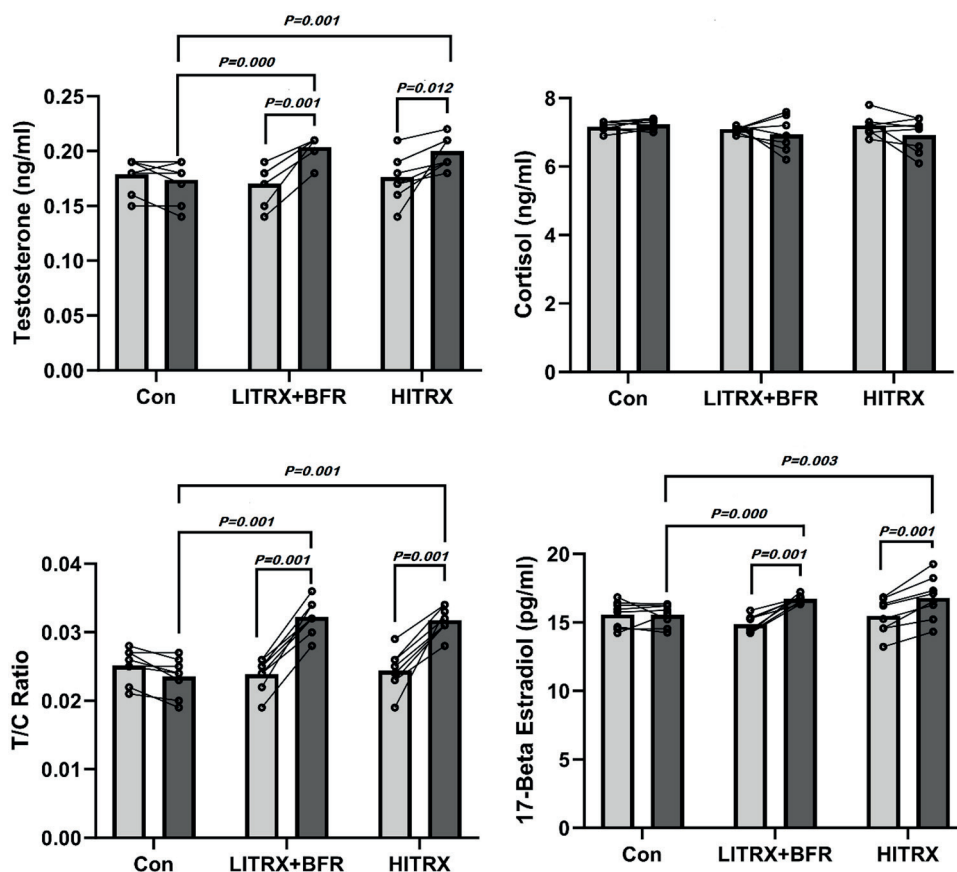 P=0.001
P=0.000
P=0.001
P=0.012
0.25
0.20
0.15
0.10
0.05
0.00
Testosterone (ng/ml)
Con
LITRX+BFR
HITRX
8
6
4
2
0
Cortisol (ng/ml)
Con
LITRX+BFR
HITRX
P=0.001
P=0.001
P=0.001
P=0.001
0.04
0.03
0.02
0.01
0.00
T/C Ratio
Con
LITRX+BFR
HITRX
P=0.003
P=0.000
P=0.001
P=0.001
20
15
10
5
0
17-Beta Estradiol (pg/ml)
Con
LITRX+BFR
HITRX